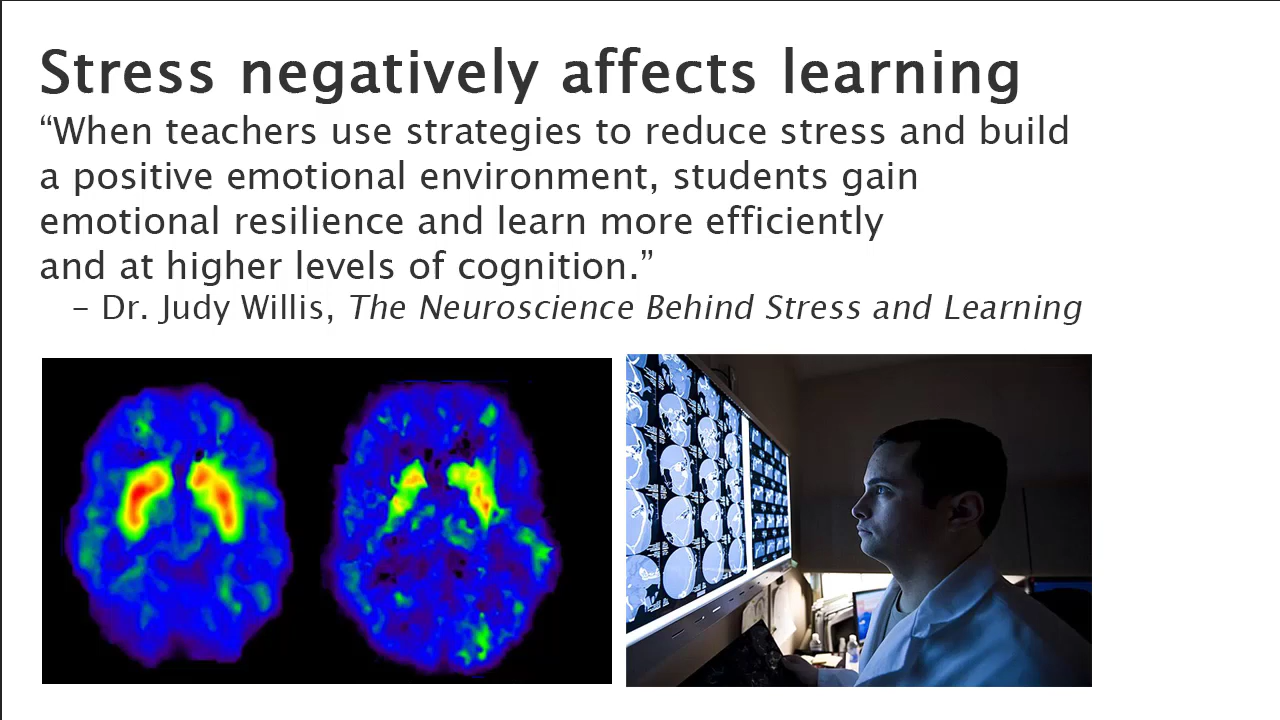 Stress negatively affects learning
“When teachers use strategies to reduce stress and build
a positive emotional environment, students gain
emotional resilience and learn more efficiently
and at higher levels of cognition.”
– Dr. Judy Willis, The Neuroscience Behind Stress and Learning